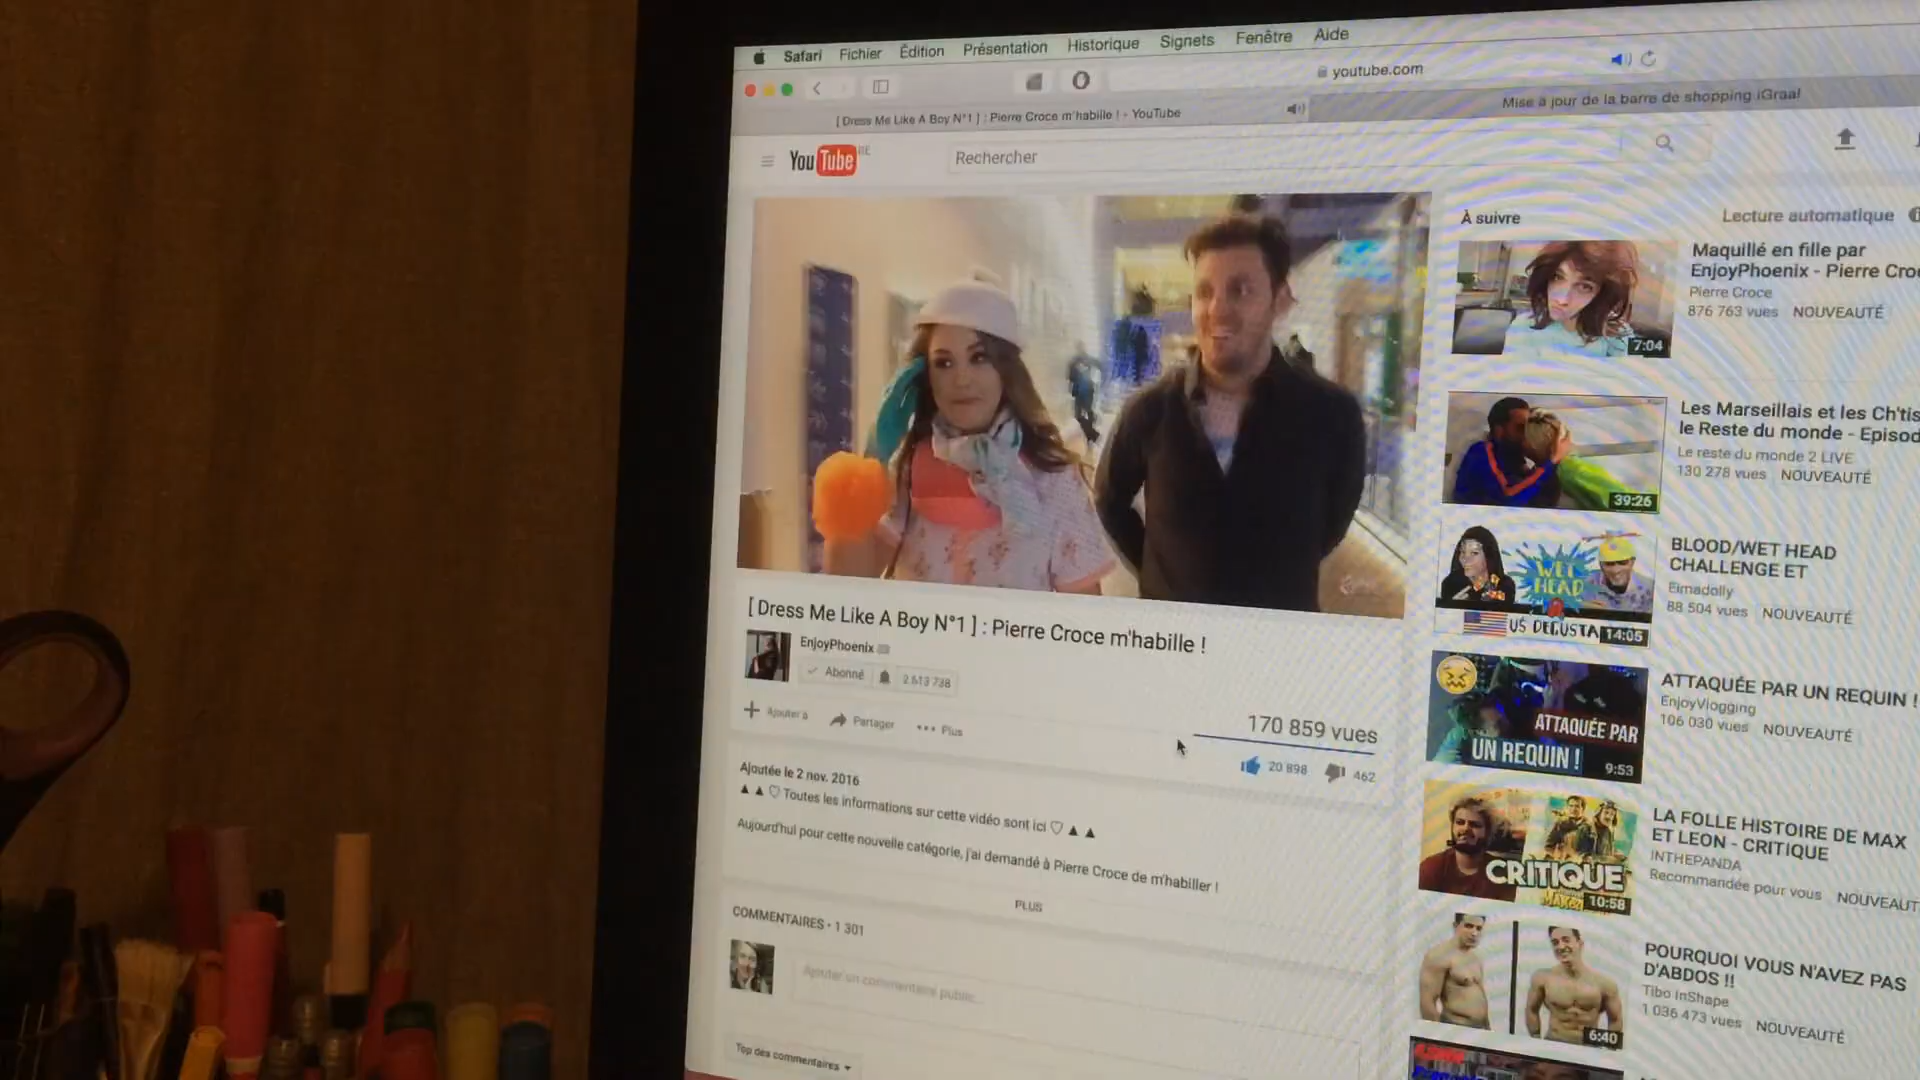 Safari Fichier Édition Présentation Historique Signets Fenêtre Aide
youtube.com
[ Dress Me Like A Boy N°1 ] : Pierre Croce m'habille ! - YouTube
Mise à jour de la barre de shopping iGraal
YouTube BE
Rechercher
[ Dress Me Like A Boy N°1 ] : Pierre Croce m'habille !
EnjoyPhoenix
Abonné 2 613 738
Ajouter à Partager Plus
170 859 vues
20 898 462
Ajoutée le 2 nov. 2016
▲ ▲ ♡ Toutes les informations sur cette vidéo sont ici ♡ ▲ ▲
Aujourd'hui pour cette nouvelle catégorie, j'ai demandé à Pierre Croce de m'habiller !
PLUS
COMMENTAIRES • 1 301
Ajouter un commentaire public...
Top des commentaires
À suivre
Lecture automatique
Maquillé en fille par
EnjoyPhoenix - Pierre Cro
Pierre Croce
876 763 vues NOUVEAUTÉ
7:04
Les Marseillais et les Ch'tis
le Reste du monde - Episod
Le reste du monde 2 LIVE
130 278 vues NOUVEAUTÉ
39:26
BLOOD/WET HEAD
CHALLENGE ET
Eimadolly
88 504 vues NOUVEAUTÉ
WET
HEAD
US DEGUSTA
14:05
ATTAQUÉE PAR UN REQUIN !
EnjoyVlogging
106 030 vues NOUVEAUTÉ
ATTAQUÉE PAR
UN REQUIN !
9:53
LA FOLLE HISTOIRE DE MAX
ET LEON - CRITIQUE
INTHEPANDA
Recommandée pour vous NOUVEAUT
CRITIQUE
10:58
POURQUOI VOUS N'AVEZ PAS
D'ABDOS !!
Tibo InShape
1 036 473 vues NOUVEAUTÉ
6:40